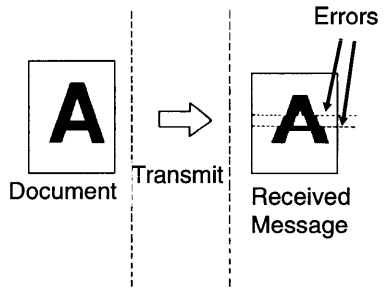 Errors
A
A
Document
Transmit
Received
Message